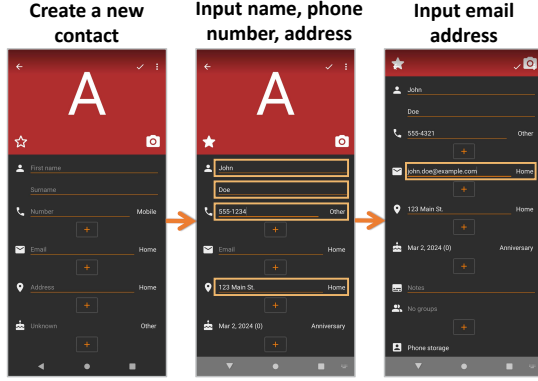 Create a new
contact
A
First name
Surname
Number Mobile
+
Email Home
+
Address Home
+
Unknown Other
+
Input name, phone
number, address
A
John
Doe
555-1234 Other
+
Email Home
+
123 Main St. Home
+
Mar 2, 2024 (0) Anniversary
+
Input email
address
John
Doe
555-4321 Other
+
john.doe@example.com Home
+
123 Main St. Home
+
Mar 2, 2024 (0) Anniversary
+
Notes
No groups
+
Phone storage